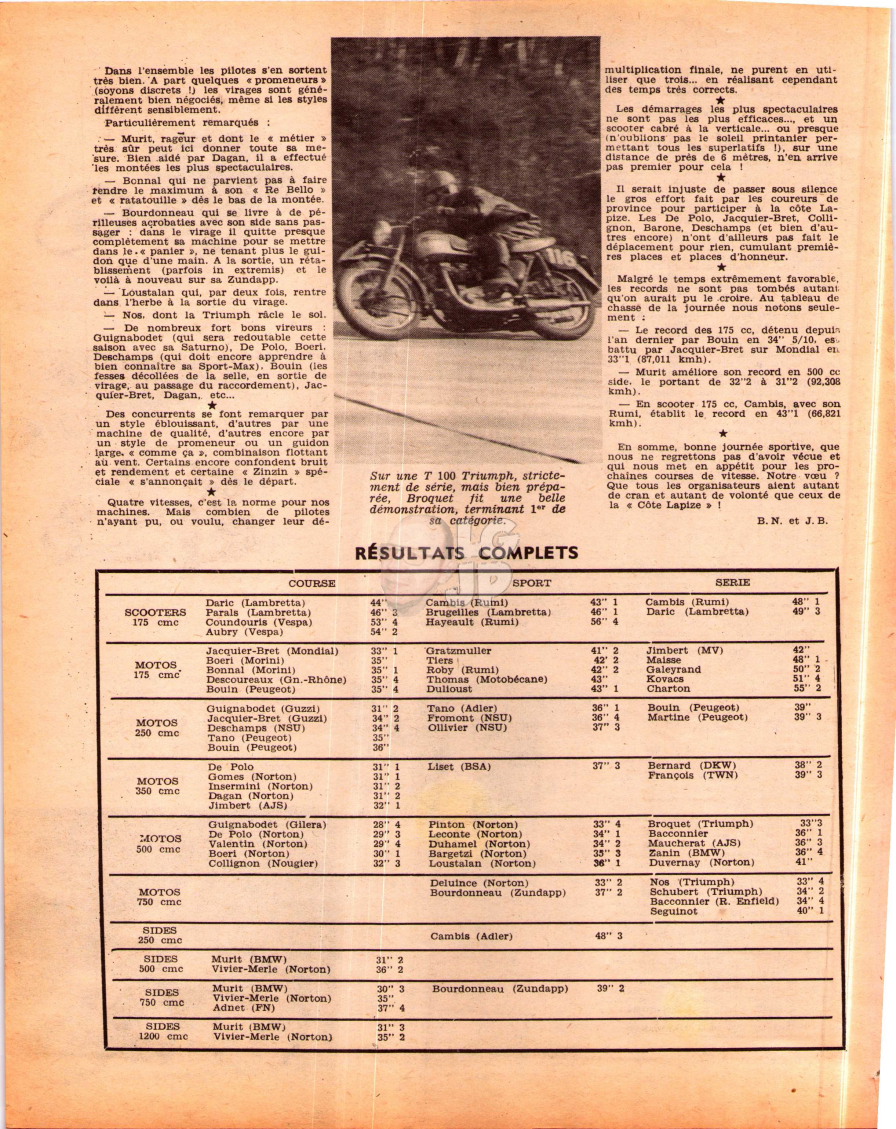 Dans l'ensemble les pilotes s'en sortent
très bien. A part quelques « promeneurs »
(soyons discrets !) les virages sont géné-
ralement bien négociés, même si les styles
diffèrent sensiblement.
Particulièrement remarqués :
— Murit, rageur et dont le « métier »
très sûr peut ici donner toute sa me-
sure. Bien aidé par Dagan, il a effectué
les montées les plus spectaculaires.
— Bonnal qui ne parvient pas à faire
rendre le maximum à son « Re Bello »
et « ratatouille » dès le bas de la montée.
— Bourdonneau qui se livre à de pé-
rilleuses acrobaties avec son side sans pas-
sager : dans le virage il quitte presque
complètement sa machine pour se mettre
dans le « panier », ne tenant plus le gui-
don que d'une main. A la sortie, un réta-
blissement (parfois in extremis) et le
voilà à nouveau sur sa Zundapp.
— Loustalan qui, par deux fois, rentre
dans l'herbe à la sortie du virage.
— Nos, dont la Triumph râcle le sol.
— De nombreux fort bons vireurs :
Guignabodet (qui sera redoutable cette
saison avec sa Saturno), De Polo, Boeri,
Deschamps (qui doit encore apprendre à
bien connaître sa Sport-Max), Bouin (les
fesses décollées de la selle, en sortie de
virage, au passage du raccordement), Jac-
quier-Bret, Dagan, etc...
★
Des concurrents se font remarquer par
un style éblouissant, d'autres par une
machine de qualité, d'autres encore par
un style de promeneur ou un guidon
large, « comme ça », combinaison flottant
au vent. Certains encore confondent bruit
et rendement et certaine « Zinzin » spé-
ciale « s'annonçait » dès le départ.
★
Quatre vitesses, c'est la norme pour nos
machines. Mais combien de pilotes
n'ayant pu, ou voulu, changer leur dé-
116
Sur une T 100 Triumph, stricte-
ment de série, mais bien prépa-
rée, Broquet fit une belle
démonstration, terminant 1er de
sa catégorie.
multiplication finale, ne purent en uti-
liser que trois... en réalisant cependant
des temps très corrects.
★
Les démarrages les plus spectaculaires
ne sont pas les plus efficaces..., et un
scooter cabré à la verticale... ou presque
(n'oublions pas le soleil printanier per-
mettant tous les superlatifs !), sur une
distance de près de 6 mètres, n'en arrive
pas premier pour cela !
★
Il serait injuste de passer sous silence
le gros effort fait par les coureurs de
province pour participer à la côte La-
pize. Les De Polo, Jacquier-Bret, Colli-
gnon, Barone, Deschamps (et bien d'au-
tres encore) n'ont d'ailleurs pas fait le
déplacement pour rien, cumulant premiè-
res places et places d'honneur.
★
Malgré le temps extrêmement favorable,
les records ne sont pas tombés autant
qu'on aurait pu le croire. Au tableau de
chasse de la journée nous notons seule-
ment :
— Le record des 175 cc, détenu depuis
l'an dernier par Bouin en 34" 5/10, est
battu par Jacquier-Bret sur Mondial en
33"1 (87,011 kmh).
— Murit améliore son record en 500 cc
side, le portant de 32"2 à 31"2 (92,308
kmh).
— En scooter 175 cc, Cambis, avec son
Rumi, établit le record en 43"1 (66,821
kmh).
★
En somme, bonne journée sportive, que
nous ne regrettons pas d'avoir vécue et
qui nous met en appétit pour les pro-
chaines courses de vitesse. Notre vœu ?
Que tous les organisateurs aient autant
de cran et autant de volonté que ceux de
la « Côte Lapize » !
B.N. et J.B.
RÉSULTATS COMPLETS
COURSE SPORT SERIE
SCOOTERS
175 cmc
Daric (Lambretta) 44" Cambis (Rumi) 43" 1 Cambis (Rumi) 48" 1
Parals (Lambretta) 46" 3 Brugeilles (Lambretta) 46" 1 Daric (Lambretta) 49" 3
Coundouris (Vespa) 53" 4 Hayeault (Rumi) 56" 4
Aubry (Vespa) 54" 2
MOTOS
175 cmc
Jacquier-Bret (Mondial) 33" 1 Gratzmuller 41" 2 Jimbert (MV) 42"
Boeri (Morini) 35" Tiers 42' 2 Maisse 48" 1
Bonnal (Morini) 35" 1 Roby (Rumi) 42" 2 Galeyrand 50" 2
Descoureaux (Gn.-Rhône) 35" 4 Thomas (Motobécane) 43" Kovacs 51" 4
Bouin (Peugeot) 35" 4 Dulioust 43" 1 Charton 55" 2
MOTOS
250 cmc
Guignabodet (Guzzi) 31" 2 Tano (Adler) 36" 1 Bouin (Peugeot) 39"
Jacquier-Bret (Guzzi) 34" 2 Fromont (NSU) 36" 4 Martine (Peugeot) 39" 3
Deschamps (NSU) 34" 4 Ollivier (NSU) 37" 3
Tano (Peugeot) 35"
Bouin (Peugeot) 36"
MOTOS
350 cmc
De Polo 31" 1 Liset (BSA) 37" 3 Bernard (DKW) 38" 2
Gomes (Norton) 31" 1 François (TWN) 39" 3
Insermini (Norton) 31" 2
Dagan (Norton) 31" 2
Jimbert (AJS) 32" 1
MOTOS
500 cmc
Guignabodet (Gilera) 28" 4 Pinton (Norton) 33" 4 Broquet (Triumph) 33"3
De Polo (Norton) 29" 3 Leconte (Norton) 34" 1 Bacconnier 36" 1
Valentin (Norton) 29" 4 Duhamel (Norton) 34" 2 Maucherat (AJS) 36" 3
Boeri (Norton) 30" 1 Bargetzi (Norton) 35" 3 Zanin (BMW) 36" 4
Collignon (Nougier) 32" 3 Loustalan (Norton) 36" 1 Duvernay (Norton) 41"
MOTOS
750 cmc
Deluince (Norton) 33" 2 Nos (Triumph) 33" 4
Bourdonneau (Zundapp) 37" 2 Schubert (Triumph) 34" 2
Bacconnier (R. Enfield) 34" 4
Seguinot 40" 1
SIDES
250 cmc
Cambis (Adler) 48" 3
SIDES
500 cmc
Murit (BMW) 31" 2
Vivier-Merle (Norton) 36" 2
SIDES
750 cmc
Murit (BMW) 30" 3 Bourdonneau (Zundapp) 39" 2
Vivier-Merle (Norton) 35"
Adnet (FN) 37" 4
SIDES
1200 cmc
Murit (BMW) 31" 3
Vivier-Merle (Norton) 35" 2